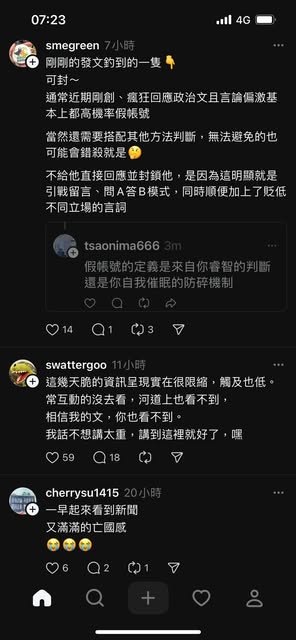 07:23
4G
smegreen 7小時
剛剛的發文釣到的一隻👇
可封～
通常近期剛創、瘋狂回應政治文且言論偏激基
本上都高機率假帳號
當然還需要搭配其他方法判斷，無法避免的也
可能會錯殺就是🤔
不給他直接回應並封鎖他，是因為這明顯就是
引戰留言、問A答B模式，同時順便加上了貶低
不同立場的言詞
tsaonima666 3m
假帳號的定義是來自你睿智的判斷
還是你自我催眠的防碎機制
14 1 3
swattergoo 11小時
這幾天脆的資訊呈現實在很限縮，觸及也低。
常互動的沒去看，河道上也看不到，
相信我的文，你也看不到。
我話不想講太重，講到這裡就好了，嘿
59 18
cherrysu1415 20小時
一早起來看到新聞
又滿滿的亡國感
😭😭😭
6 2 1